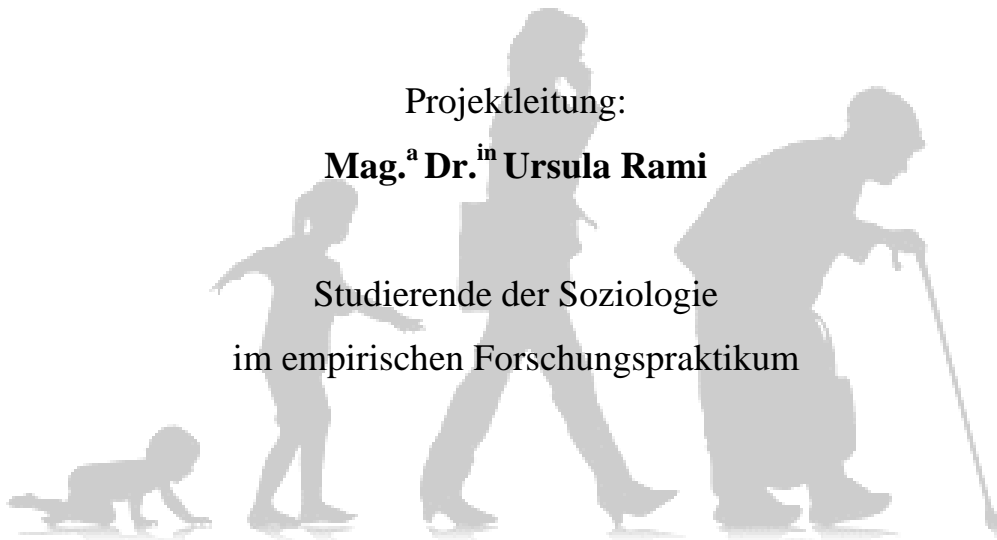 Projektleitung:
Mag.ª Dr.ⁱⁿ Ursula Rami
Studierende der Soziologie
im empirischen Forschungspraktikum